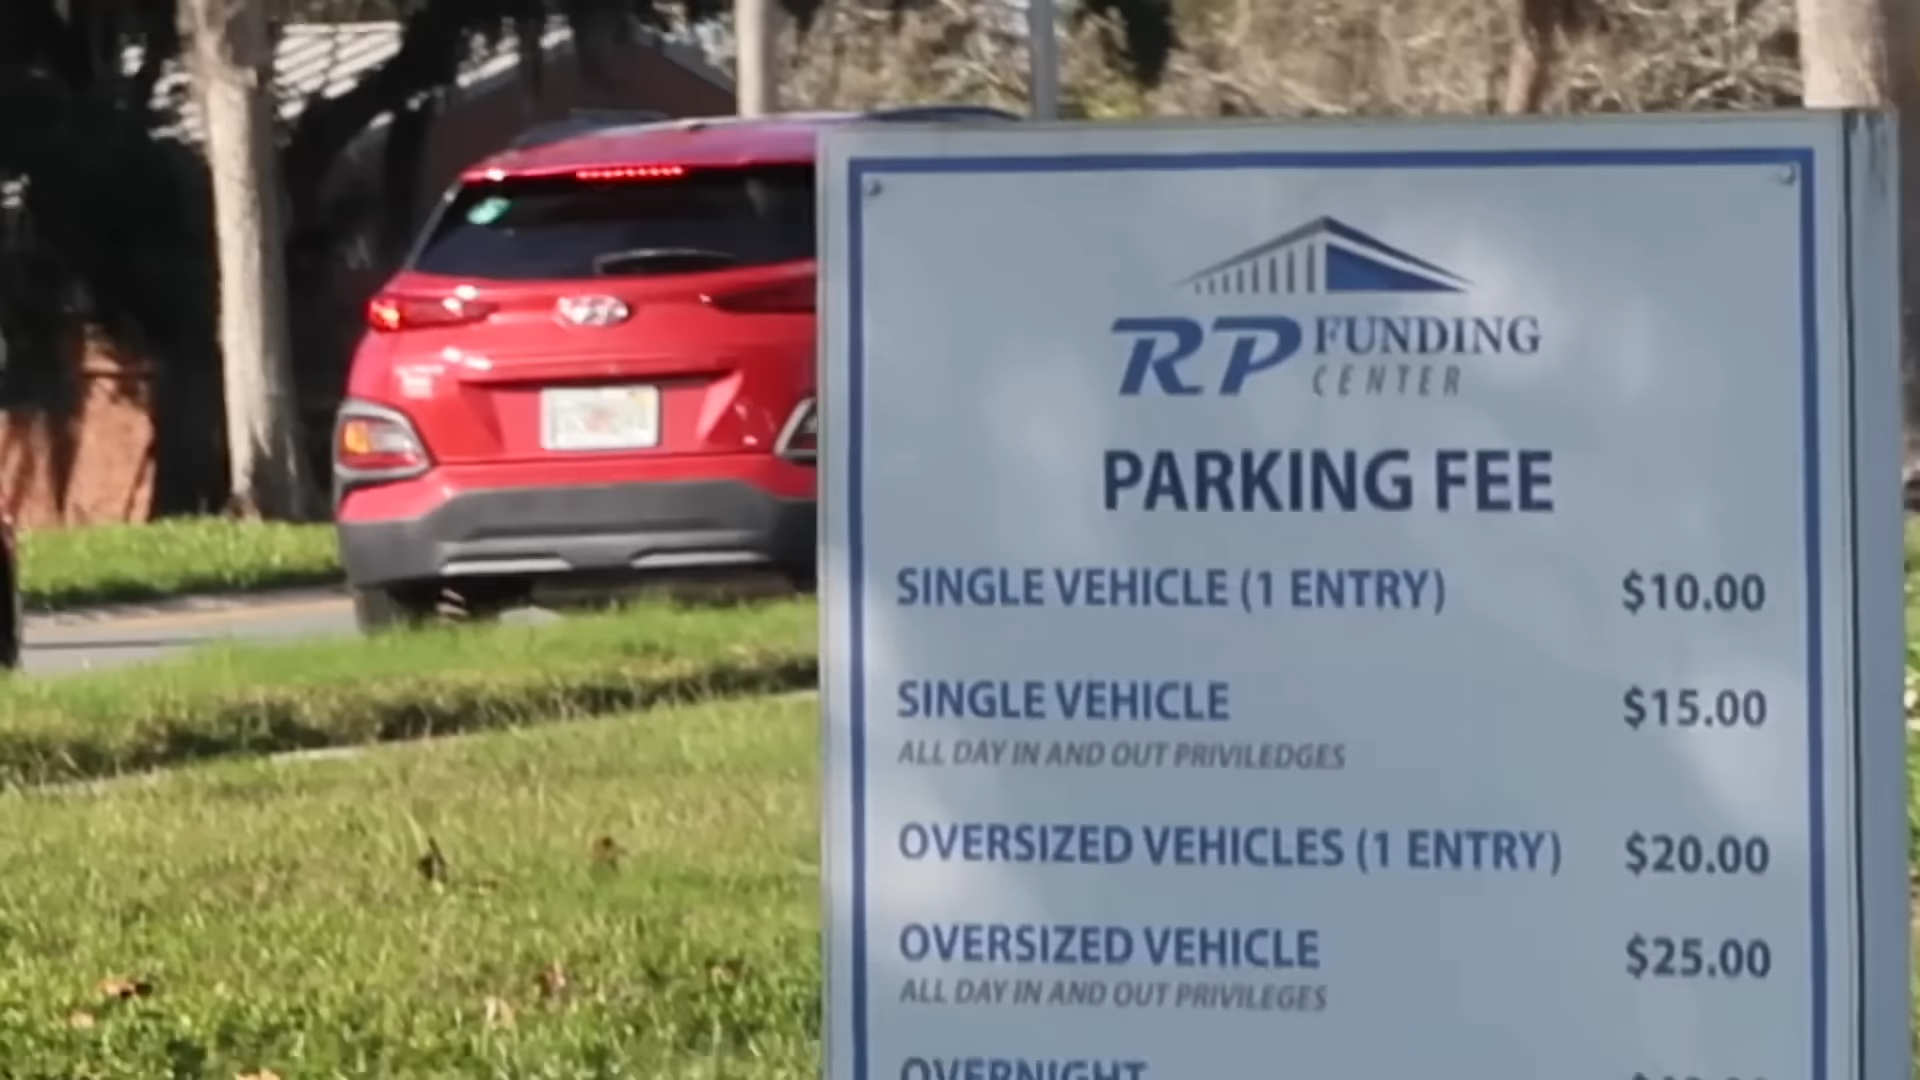 RP FUNDING
CENTER
PARKING FEE
SINGLE VEHICLE (1 ENTRY) $10.00
SINGLE VEHICLE $15.00
ALL DAY IN AND OUT PRIVILEDGES
OVERSIZED VEHICLES (1 ENTRY) $20.00
OVERSIZED VEHICLE $25.00
ALL DAY IN AND OUT PRIVILEGES
OVERNIGHT